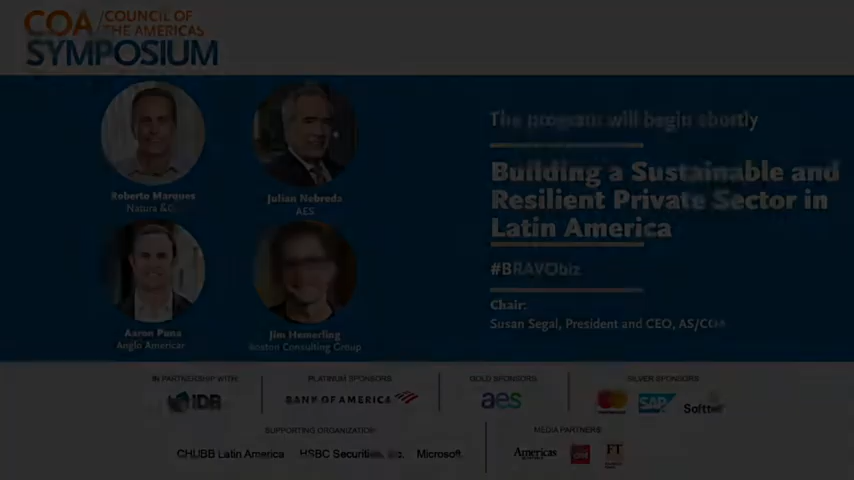 COA / COUNCIL OF
THE AMERICAS
SYMPOSIUM
Roberto Marques
Natura &Co
Julian Nebreda
AES
Aaron Puna
Anglo American
Jim Hemerling
Boston Consulting Group
The program will begin shortly
Building a Sustainable and
Resilient Private Sector in
Latin America
#BRAVObiz
Chair:
Susan Segal, President and CEO, AS/COA
IN PARTNERSHIP WITH
IDB
PLATINUM SPONSORS
BANK OF AMERICA
GOLD SPONSORS
aes
SILVER SPONSORS
SAP
SUPPORTING ORGANIZATION
CHUBB Latin America HSBC Securities, Inc. Microsoft
MEDIA PARTNERS
Americas
FT